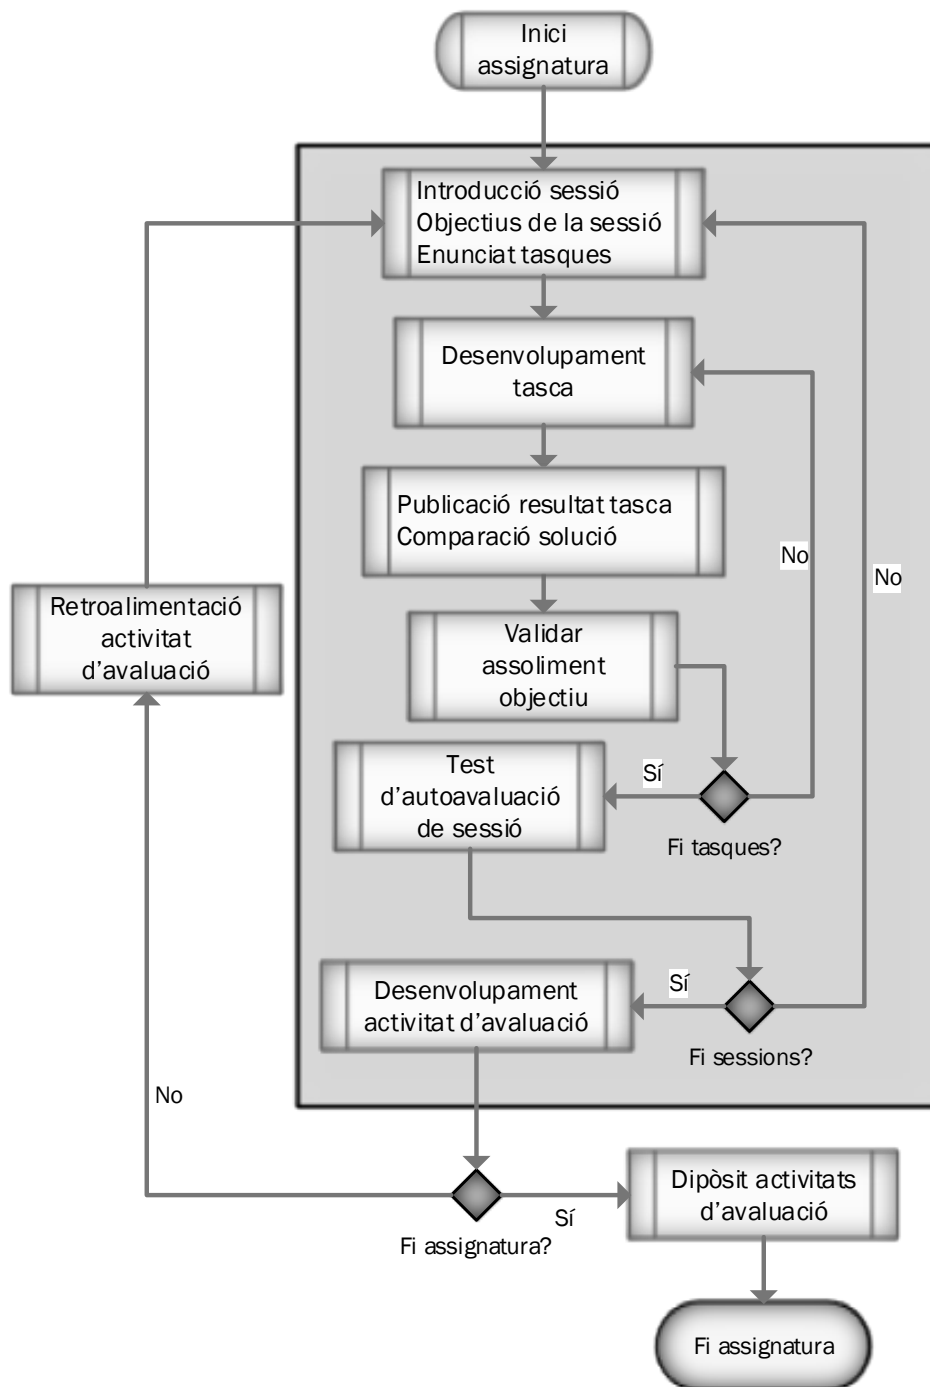 Inici
assignatura
Introducció sessió
Objectius de la sessió
Enunciat tasques
Desenvolupament
tasca
Publicació resultat tasca
Comparació solució
No
No
Retroalimentació
activitat
d'avaluació
Validar
assoliment
objectiu
Test
d'autoavaluació
de sessió
Sí
Fi tasques?
Desenvolupament
activitat d'avaluació
Sí
Fi sessions?
No
Fi assignatura?
Sí
Dipòsit activitats
d'avaluació
Fi assignatura